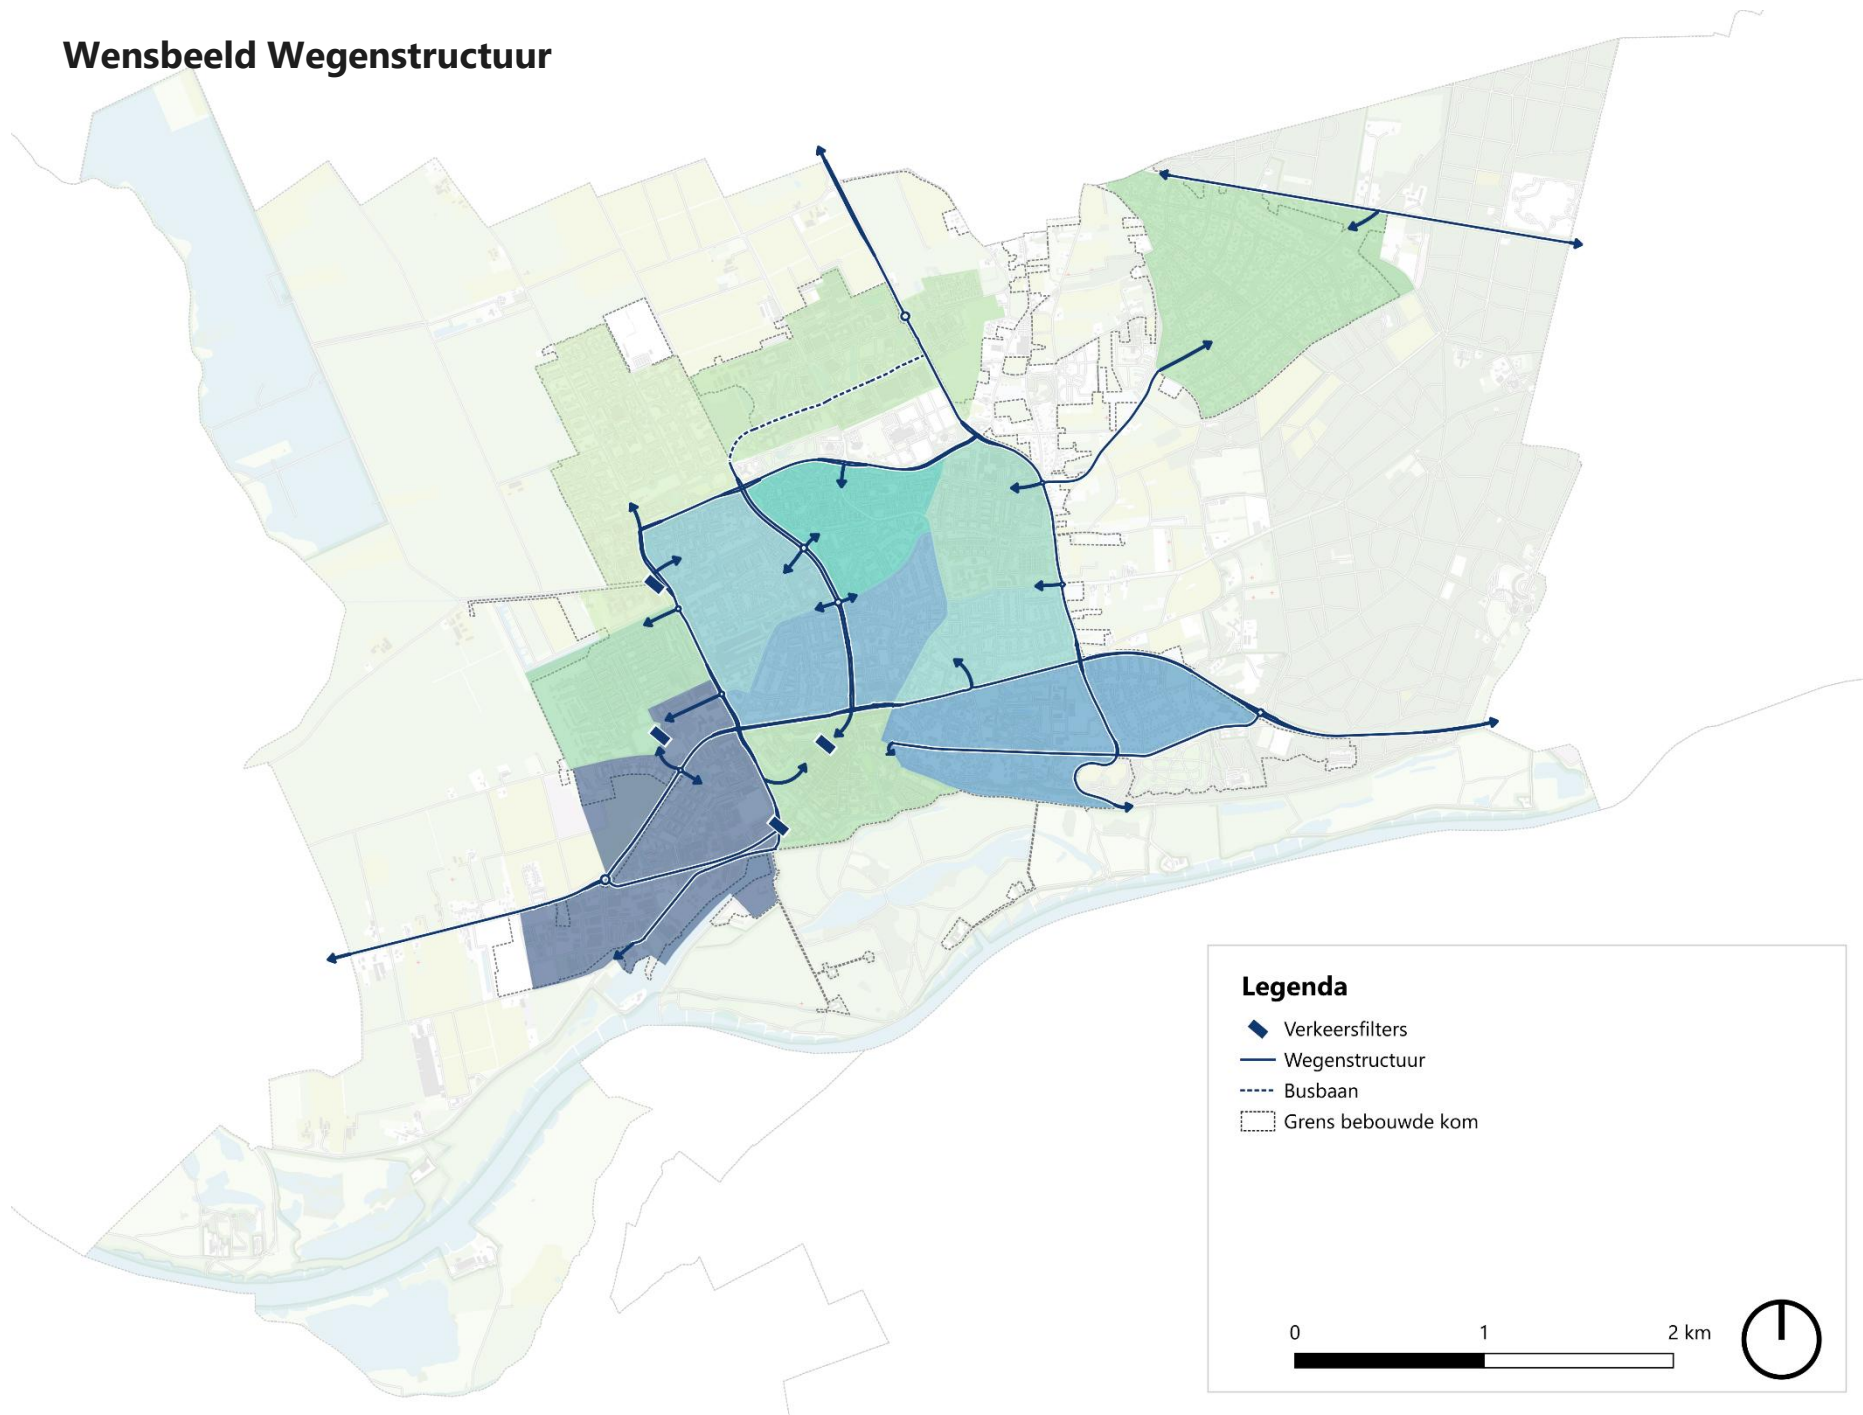 Wensbeeld Wegenstructuur
Legenda
Verkeersfilters
Wegenstructuur
Busbaan
Grens bebouwde kom
0 1 2 km